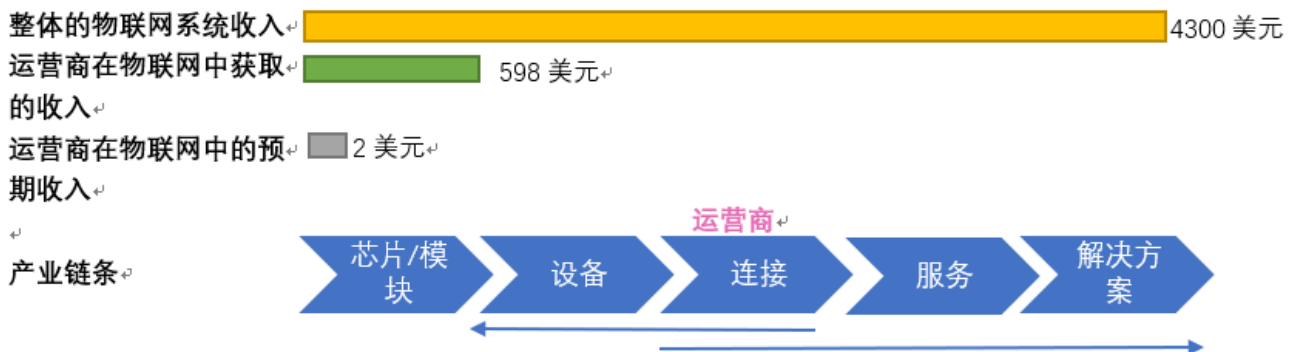 整体的物联网系统收入
4300 美元
运营商在物联网中获取
的收入
598 美元
运营商在物联网中的预
期收入
2 美元
运营商
产业链条
芯片/模
块
设备
连接
服务
解决方
案